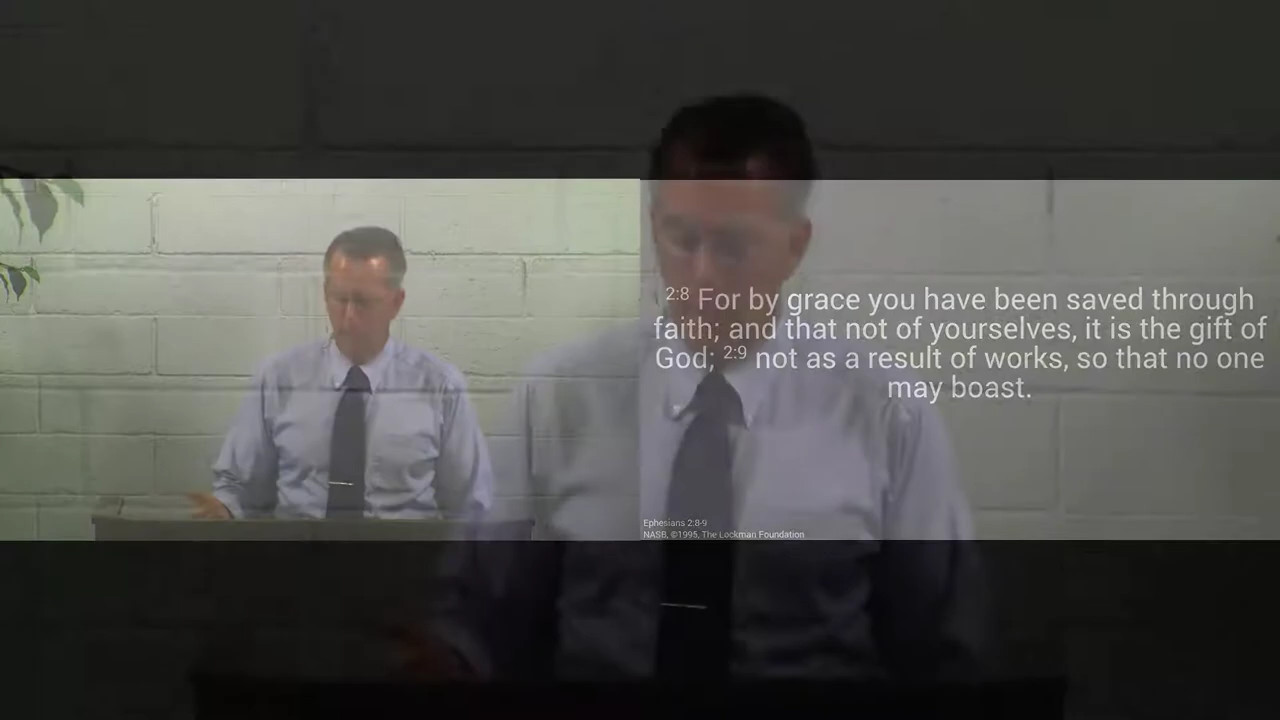 2:8 For by grace you have been saved through
faith; and that not of yourselves, it is the gift of
God; 2:9 not as a result of works, so that no one
may boast.
Ephesians 2:8-9
NASB, ©1995, The Lockman Foundation